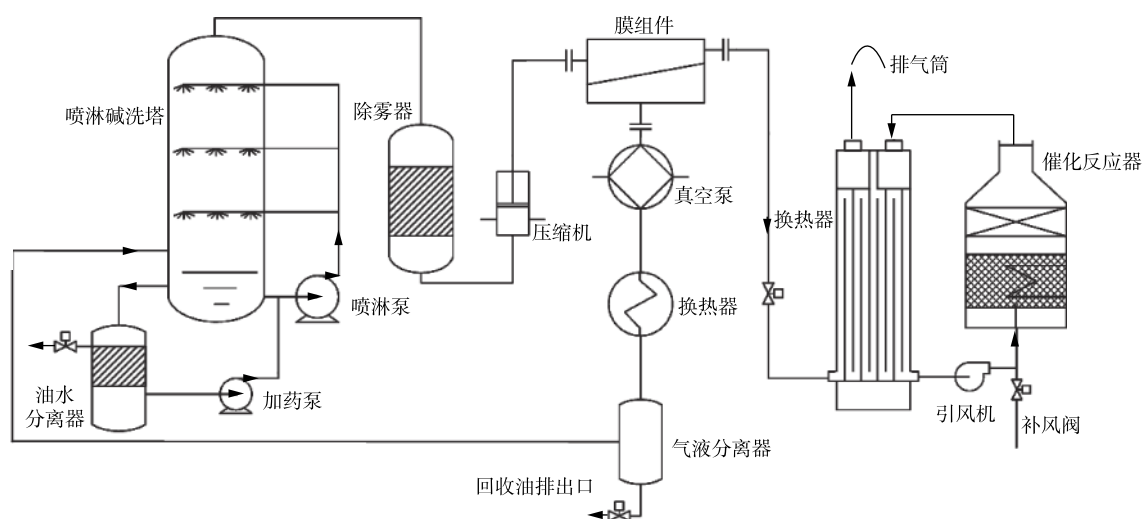 膜组件
排气筒
喷淋碱洗塔
除雾器
催化反应器
真空泵
换热器
压缩机
喷淋泵
换热器
油水
分离器
加药泵
引风机
补风阀
气液分离器
回收油排出口